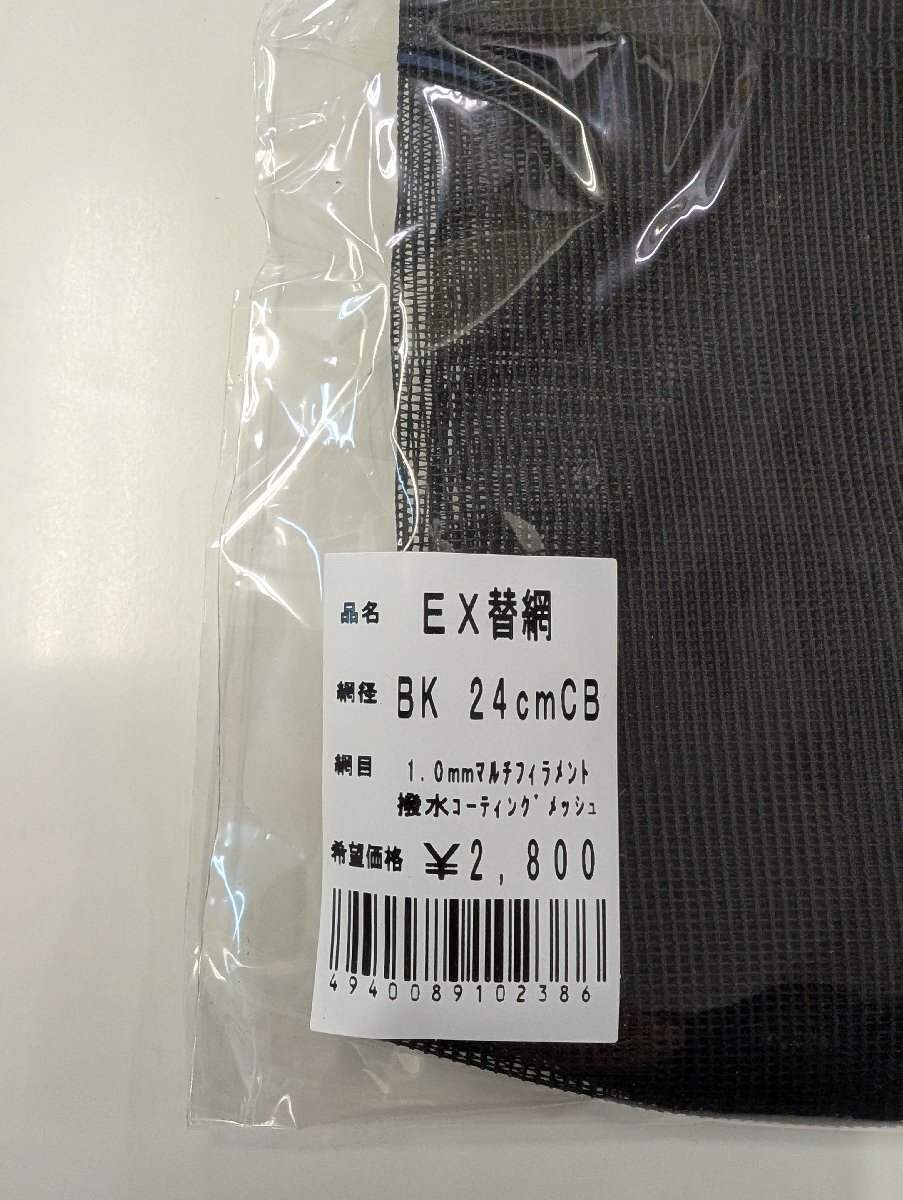 品名 EX替網
網径 BK 24cmCB
網目 1.0mmマルチフィラメント
撥水コーティングメッシュ
希望価格 ¥2,800
4940089102386